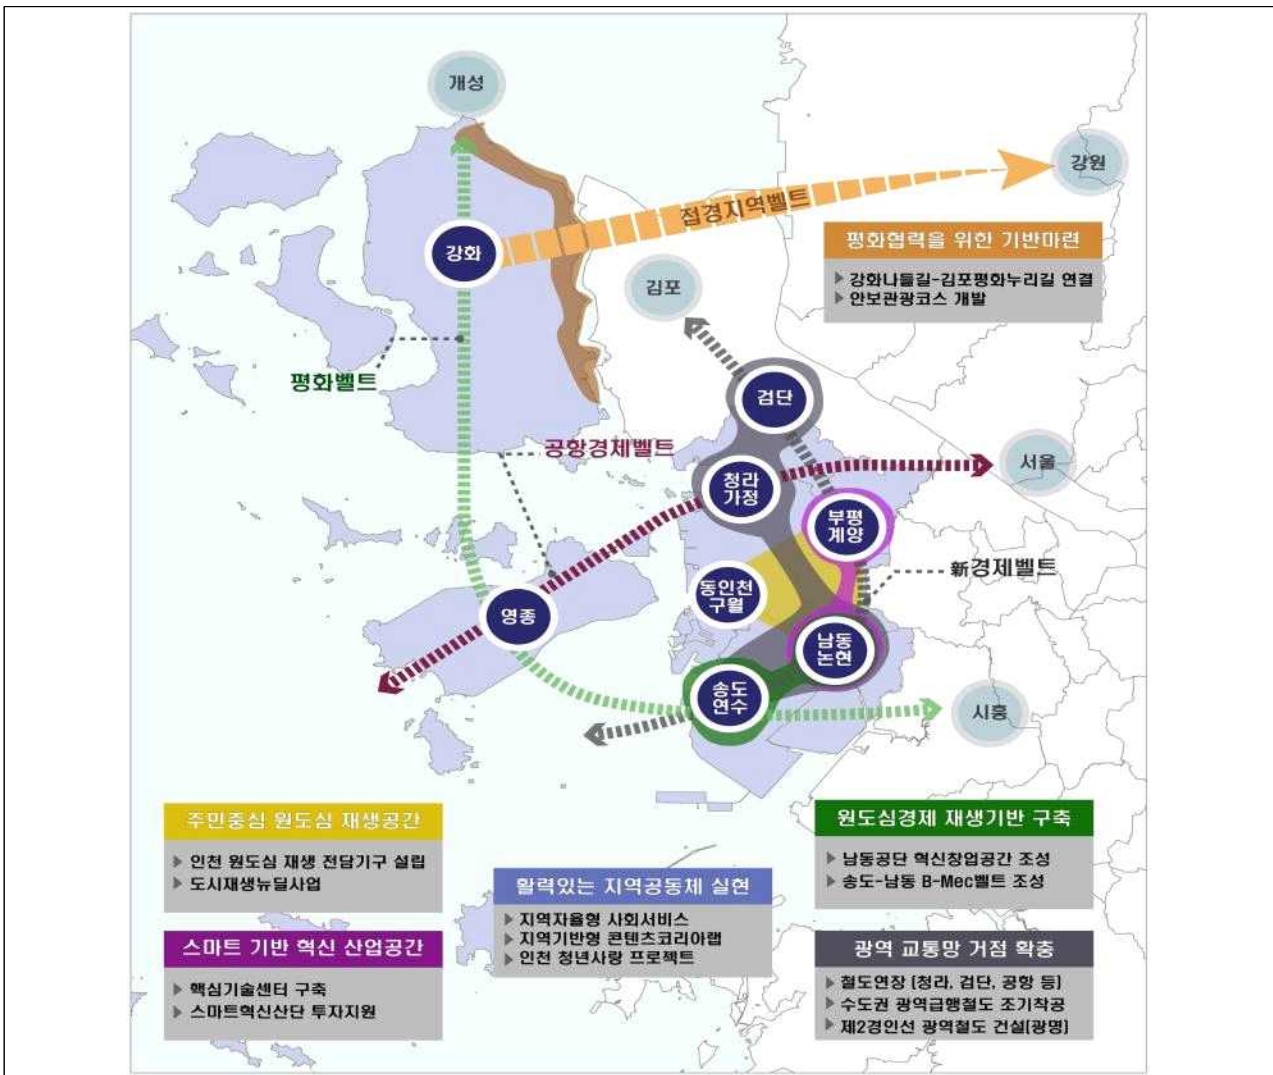 개성
강원
접경지역벨트
강화
평화협력을 위한 기반마련
강화나들길-김포평화누리길 연결
안보관광코스 개발
김포
평화벨트
검단
공항경제벨트
서울
청라
가정
부평
계양
新경제벨트
동인천
구월
영종
남동
논현
송도
연수
시흥
주민중심 원도심 재생공간
인천 원도심 재생 전담기구 설립
도시재생뉴딜사업
원도심경제 재생기반 구축
남동공단 혁신창업공간 조성
송도-남동 B-Mec벨트 조성
활력있는 지역공동체 실현
지역자율형 사회서비스
지역기반형 콘텐츠코리아랩
인천 청년사랑 프로젝트
스마트 기반 혁신 산업공간
핵심기술센터 구축
스마트혁신산단 투자지원
광역 교통망 거점 확충
철도연장 (청라, 검단, 공항 등)
수도권 광역급행철도 조기착공
제2경인선 광역철도 건설(광명)